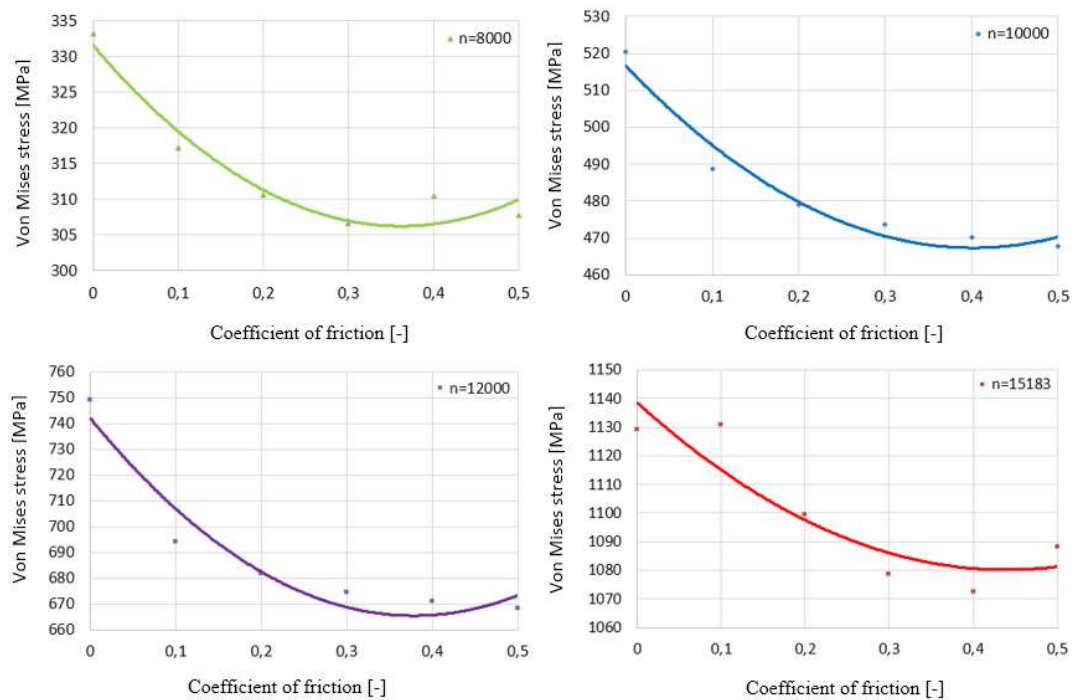 335
330
325
320
315
310
305
300
Von Mises stress [MPa]
n=8000
0 0,1 0,2 0,3 0,4 0,5
Coefficient of friction [-]
530
520
510
500
490
480
470
460
Von Mises stress [MPa]
n=10000
0 0,1 0,2 0,3 0,4 0,5
Coefficient of friction [-]
760
750
740
730
720
710
700
690
680
670
660
Von Mises stress [MPa]
n=12000
0 0,1 0,2 0,3 0,4 0,5
Coefficient of friction [-]
1150
1140
1130
1120
1110
1100
1090
1080
1070
1060
Von Mises stress [MPa]
n=15183
0 0,1 0,2 0,3 0,4 0,5
Coefficient of friction [-]